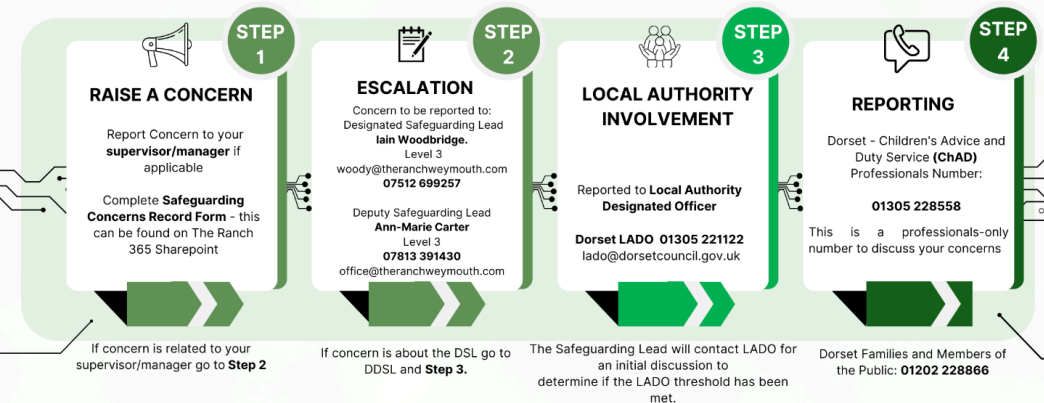 STEP
1
RAISE A CONCERN
Report Concern to your
supervisor/manager if
applicable
Complete Safeguarding
Concerns Record Form - this
can be found on The Ranch
365 Sharepoint
If concern is related to your
supervisor/manager go to Step 2
STEP
2
ESCALATION
Concern to be reported to:
Designated Safeguarding Lead
Iain Woodbridge.
Level 3
woody@theranchweymouth.com
07512 699257
Deputy Safeguarding Lead
Ann-Marie Carter
Level 3
07813 391430
office@theranchweymouth.com
If concern is about the DSL go to
DDSL and Step 3.
STEP
3
LOCAL AUTHORITY
INVOLVEMENT
Reported to Local Authority
Designated Officer
Dorset LADO 01305 221122
lado@dorsetcouncil.gov.uk
The Safeguarding Lead will contact LADO for
an initial discussion to
determine if the LADO threshold has been
met.
STEP
4
REPORTING
Dorset - Children's Advice and
Duty Service (ChAD)
Professionals Number:
01305 228558
This is a professionals-only
number to discuss your concerns
Dorset Families and Members of
the Public: 01202 228866